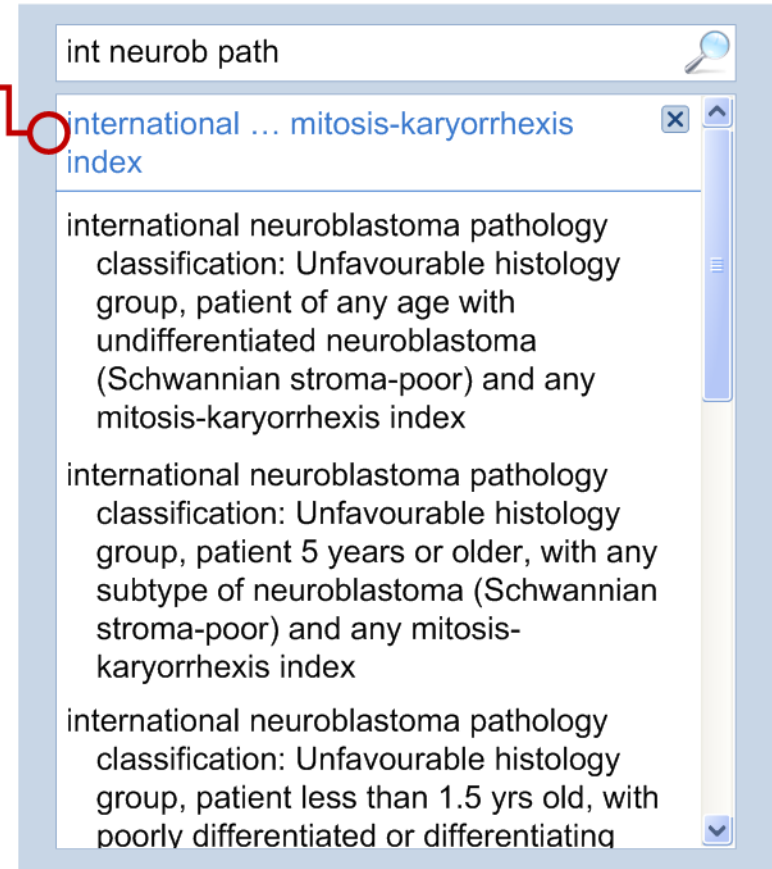 int neurob path
international … mitosis-karyorrhexis
index
international neuroblastoma pathology
classification: Unfavourable histology
group, patient of any age with
undifferentiated neuroblastoma
(Schwannian stroma-poor) and any
mitosis-karyorrhexis index
international neuroblastoma pathology
classification: Unfavourable histology
group, patient 5 years or older, with any
subtype of neuroblastoma (Schwannian
stroma-poor) and any mitosis-
karyorrhexis index
international neuroblastoma pathology
classification: Unfavourable histology
group, patient less than 1.5 yrs old, with
poorly differentiated or differentiating